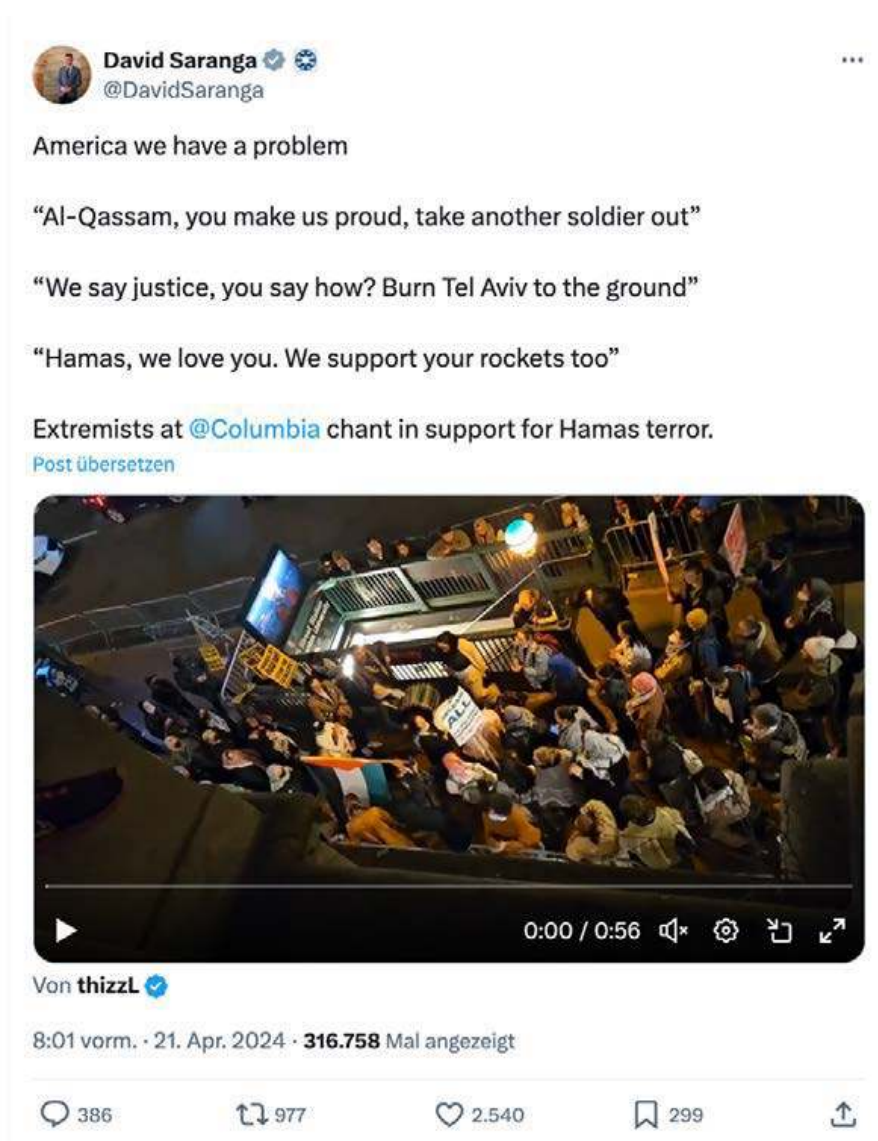 David Saranga
@DavidSaranga
America we have a problem
“Al-Qassam, you make us proud, take another soldier out”
“We say justice, you say how? Burn Tel Aviv to the ground”
“Hamas, we love you. We support your rockets too”
Extremists at @Columbia chant in support for Hamas terror.
Post übersetzen
ALL
0:00 / 0:56
Von thizzL
8:01 vorm. · 21. Apr. 2024 · 316.758 Mal angezeigt
386 977 2.540 299